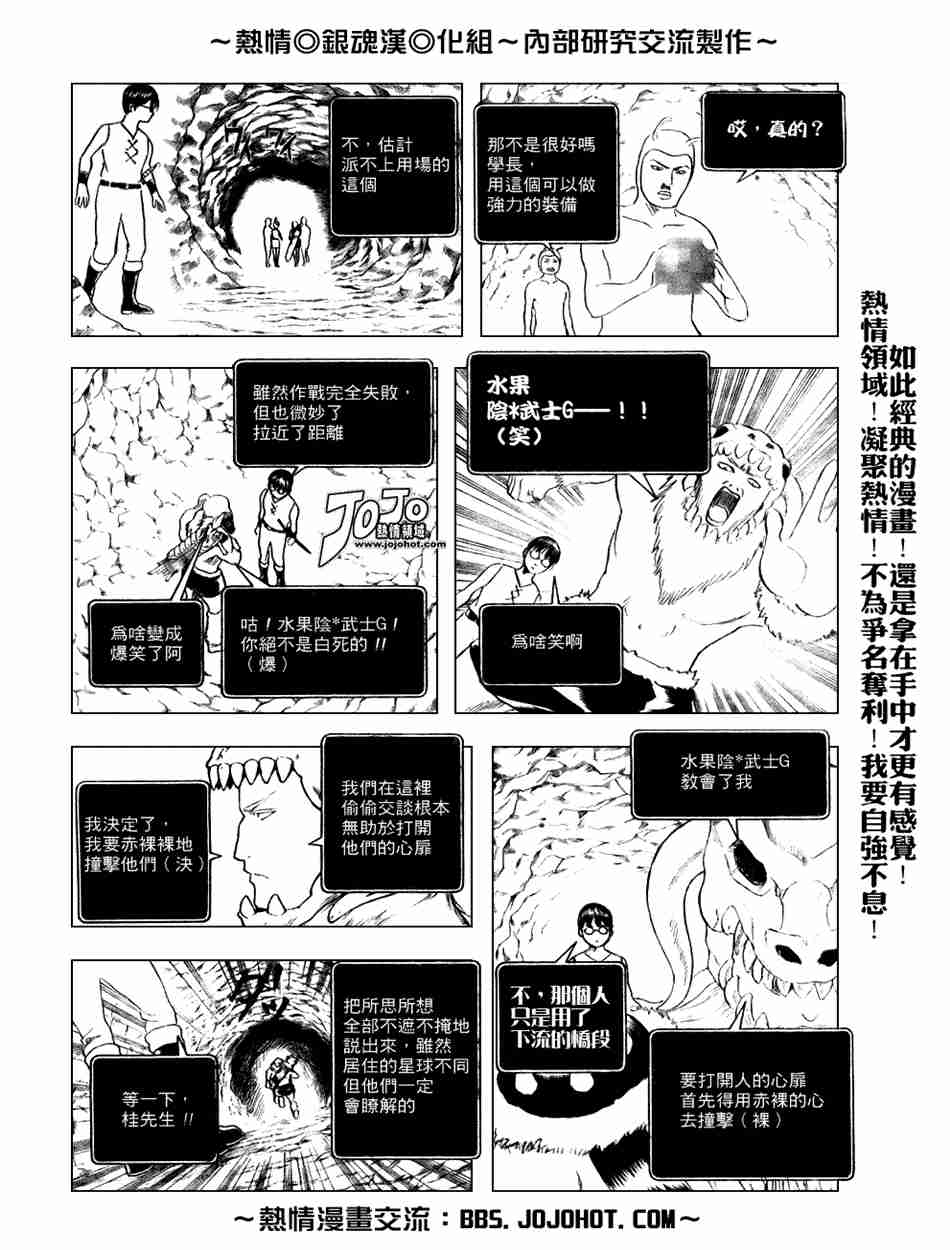 ～熱情◎銀魂漢◎化組～內部研究交流製作～
哎，真的？
那不是很好嗎
學長，
用這個可以做
強力的裝備
不，估計
派不上用場的
這個
水果
陰*武士G——！！
（笑）
為啥笑啊
雖然作戰完全失敗，
但也微妙了
拉近了距離
咕！水果陰*武士G！
你絕不是白死的!!
（爆）
為啥變成
爆笑了阿
JOJO
熱情領域
www.jojohot.com
水果陰*武士G
教會了我
不，那個人
只是用了
下流的橋段
要打開人的心扉
首先得用赤裸的心
去撞擊（裸）
我們在這裡
偷偷交談根本
無助於打開
他們的心扉
我決定了，
我要赤裸裸地
撞擊他們（決）
把所思所想
全部不遮不掩地
説出來，雖然
居住的星球不同
但他們一定
會瞭解的
等一下，
桂先生!!
如此經典的漫畫！還是拿在手中才更有感覺！
熱情領域！凝聚熱情！不為爭名奪利！我要自強不息！
～熱情漫畫交流：BBS.JOJOHOT.COM～